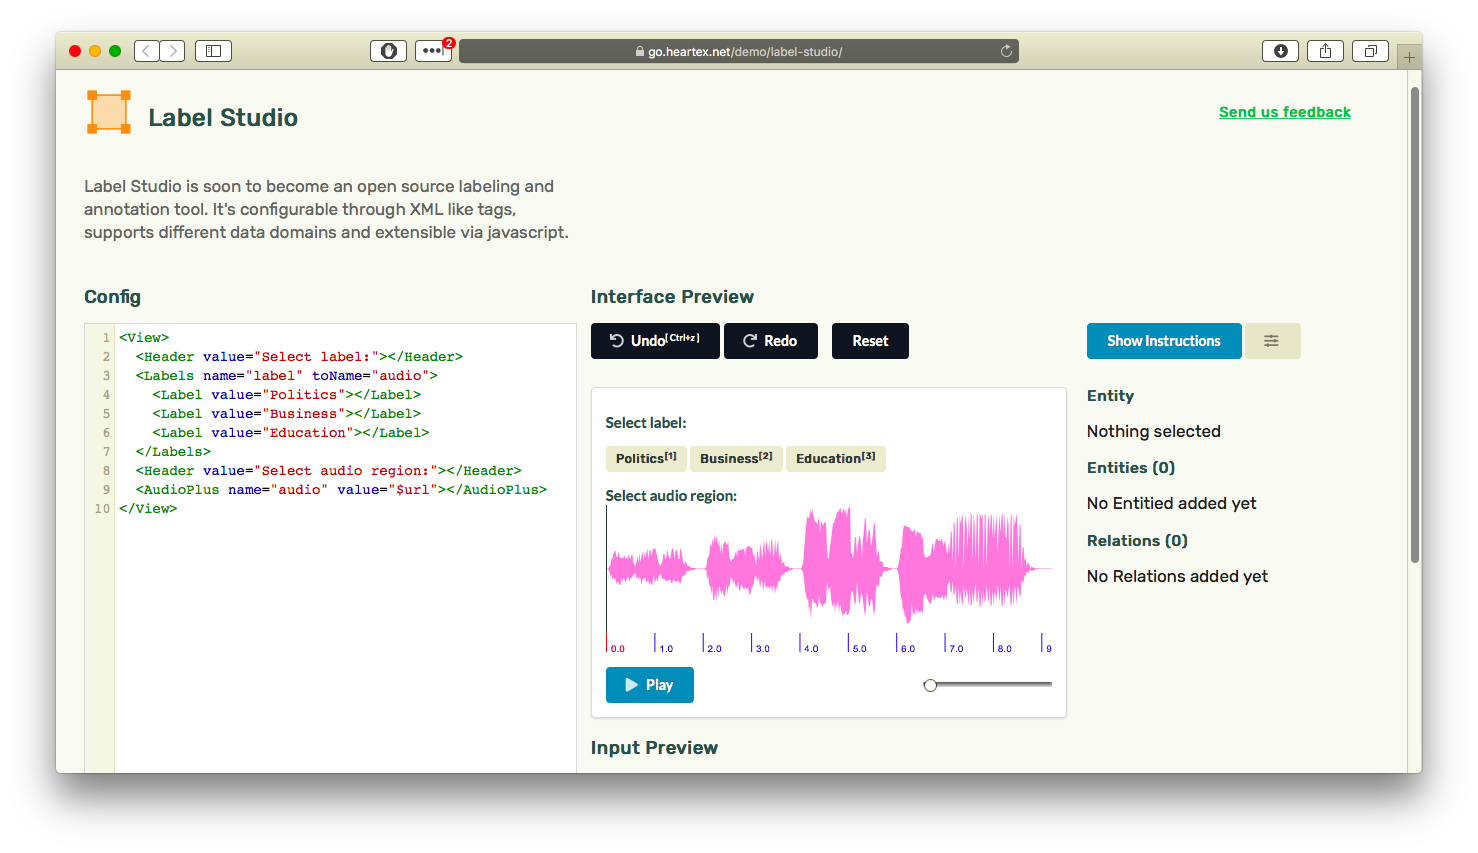 2
go.heartex.net/demo/label-studio/
Label Studio
Send us feedback
Label Studio is soon to become an open source labeling and
annotation tool. It's configurable through XML like tags,
supports different data domains and extensible via javascript.
Config
1 <View>
2 <Header value="Select label:"></Header>
3 <Labels name="label" toName="audio">
4 <Label value="Politics"></Label>
5 <Label value="Business"></Label>
6 <Label value="Education"></Label>
7 </Labels>
8 <Header value="Select audio region:"></Header>
9 <AudioPlus name="audio" value="$url"></AudioPlus>
10 </View>
Interface Preview
Undo[Ctrl+z] Redo Reset
Select label:
Politics[1] Business[2] Education[3]
Select audio region:
0.0 1.0 2.0 3.0 4.0 5.0 6.0 7.0 8.0 9
Play
Input Preview
Show Instructions
Entity
Nothing selected
Entities (0)
No Entitied added yet
Relations (0)
No Relations added yet